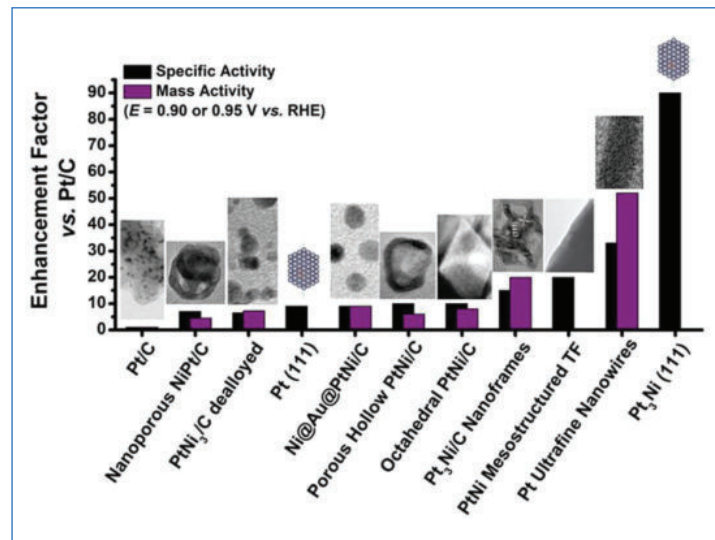 Specific Activity
Mass Activity
(E = 0.90 or 0.95 V vs. RHE)
Enhancement Factor
vs. Pt/C
90
80
70
60
50
40
30
20
10
0
Pt/C
Nanoporous NiPt/C
PtNi3/C dealloyed
Pt (111)
Ni@Au@PtNi/C
Porous Hollow PtNi/C
Octahedral PtNi/C
Pt3Ni/C Nanoframes
PtNi Mesostructured TF
Pt Ultrafine Nanowires
Pt3Ni (111)